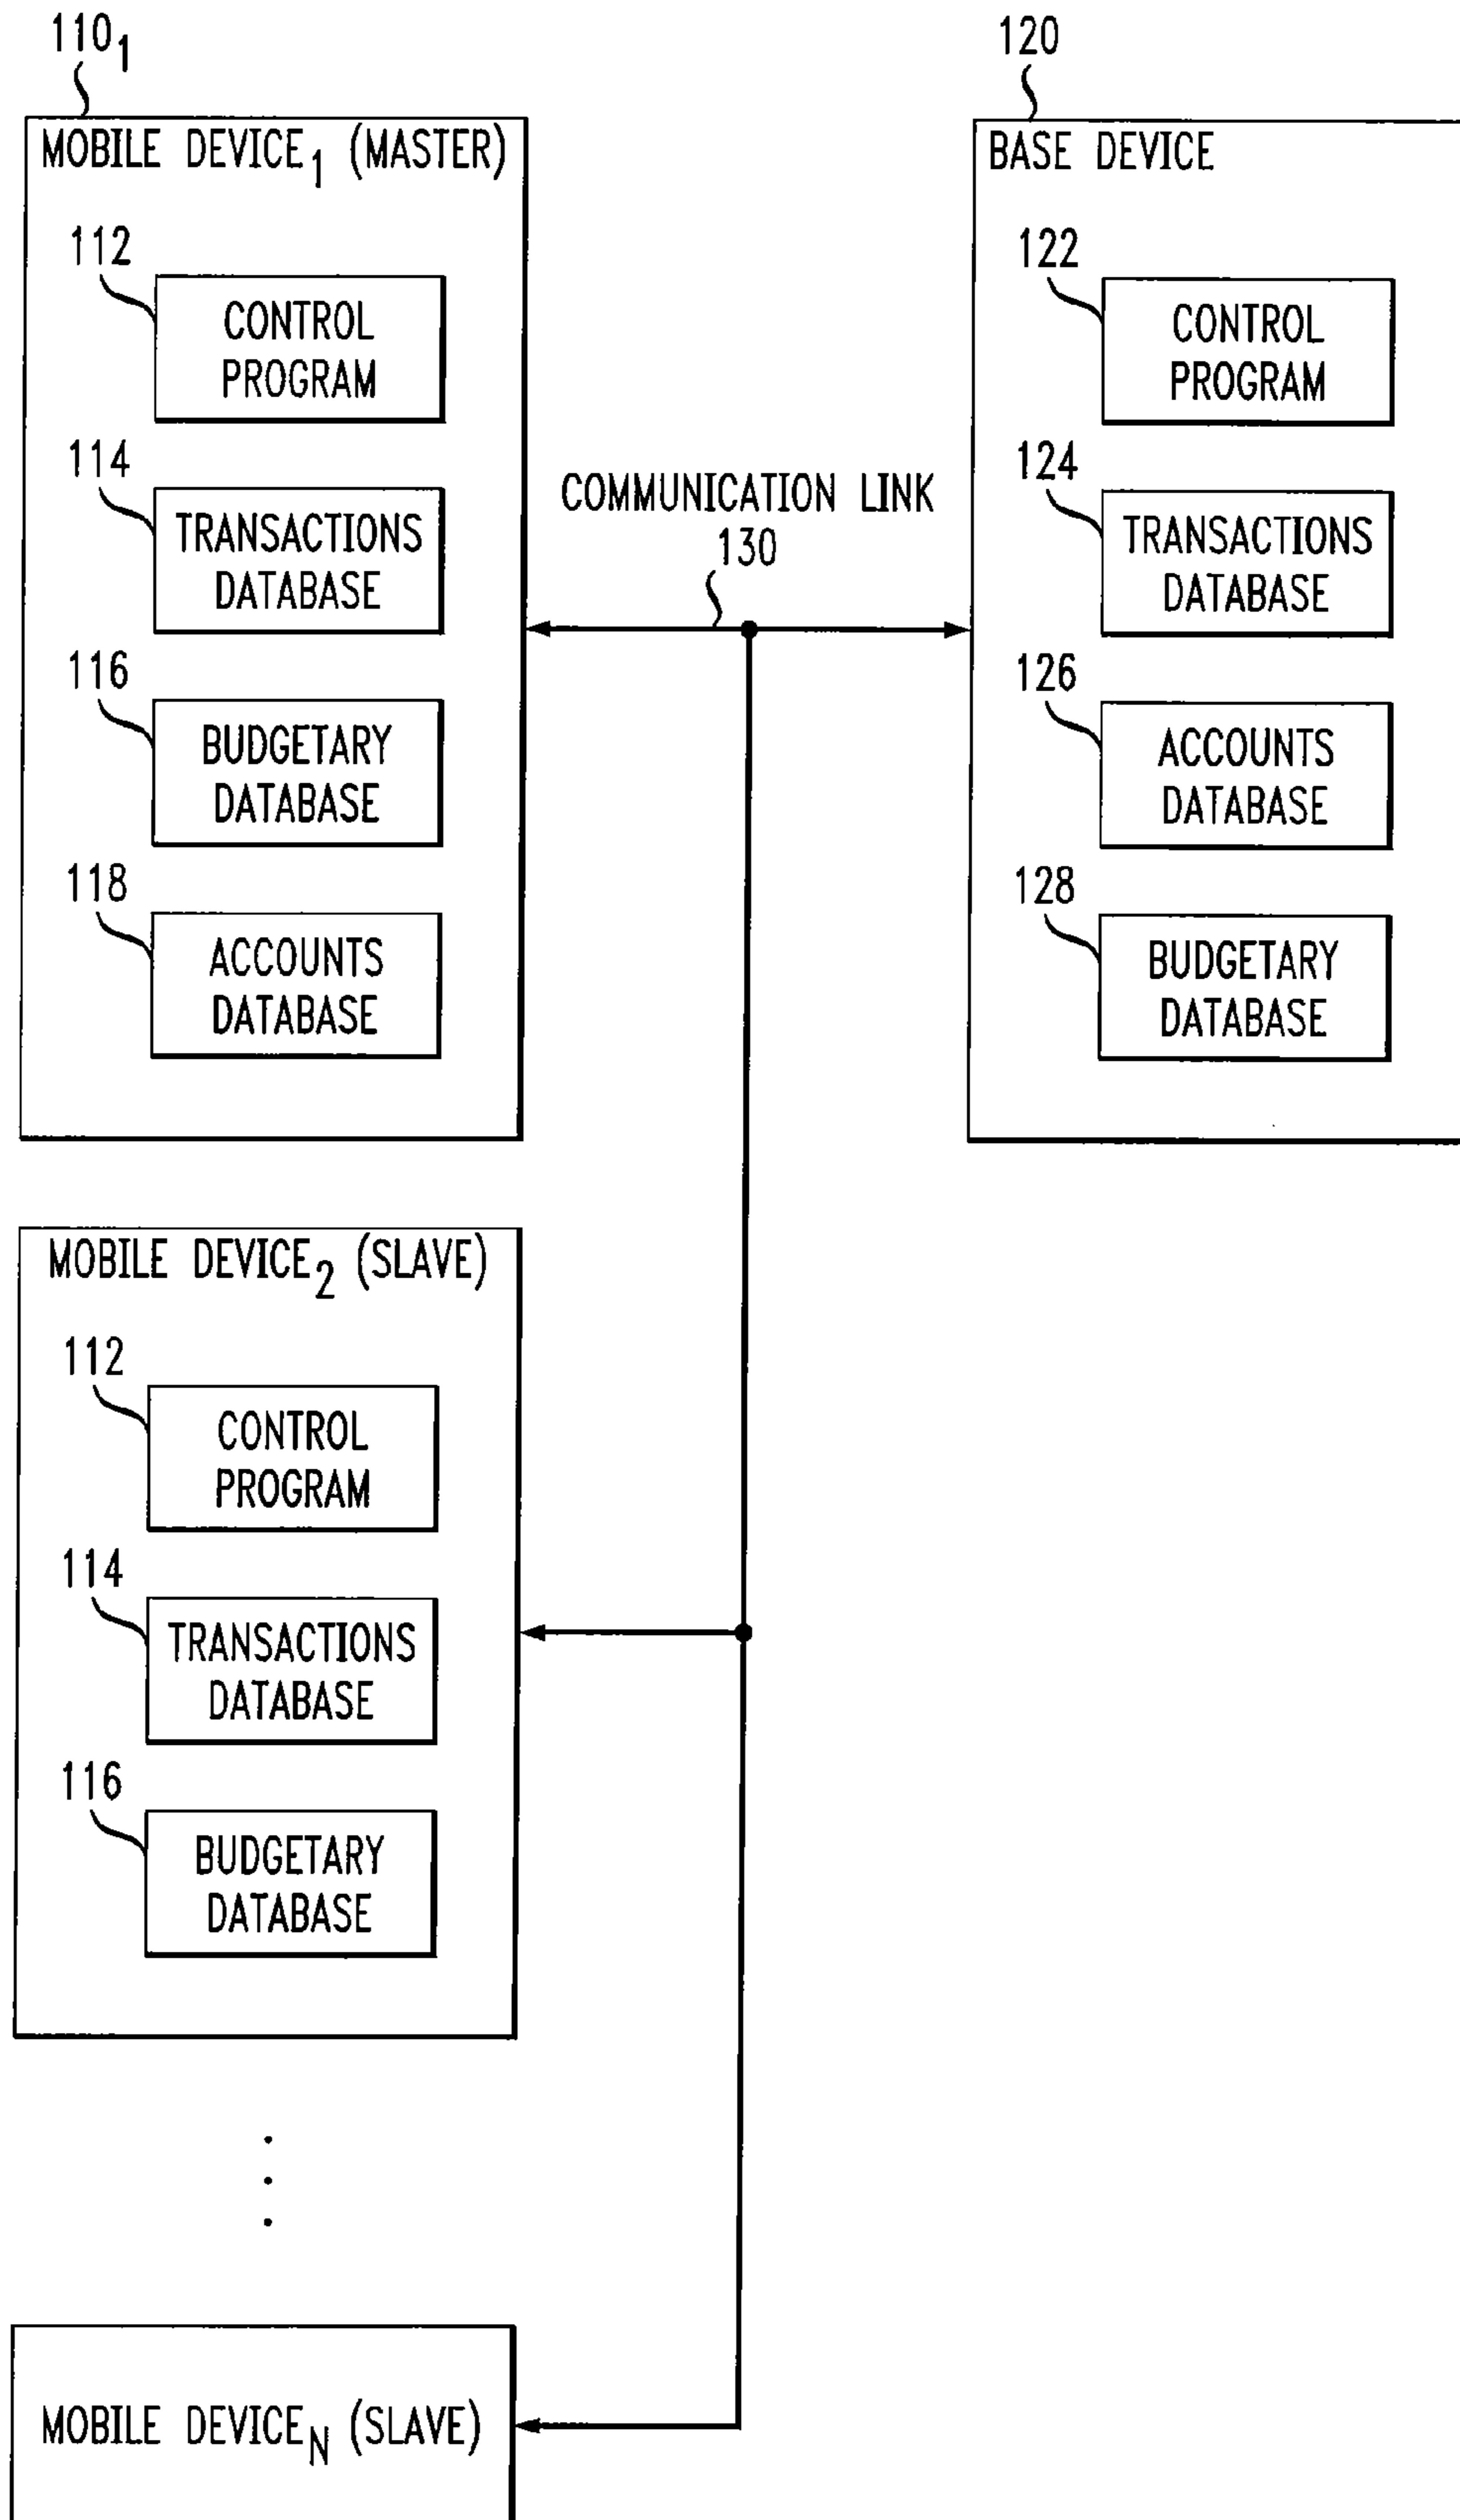 110₁
MOBILE DEVICE₁ (MASTER)
112
CONTROL
PROGRAM
114
TRANSACTIONS
DATABASE
116
BUDGETARY
DATABASE
118
ACCOUNTS
DATABASE
COMMUNICATION LINK
130
120
BASE DEVICE
122
CONTROL
PROGRAM
124
TRANSACTIONS
DATABASE
126
ACCOUNTS
DATABASE
128
BUDGETARY
DATABASE
MOBILE DEVICE₂ (SLAVE)
112
CONTROL
PROGRAM
114
TRANSACTIONS
DATABASE
116
BUDGETARY
DATABASE
MOBILE DEVICE_N (SLAVE)